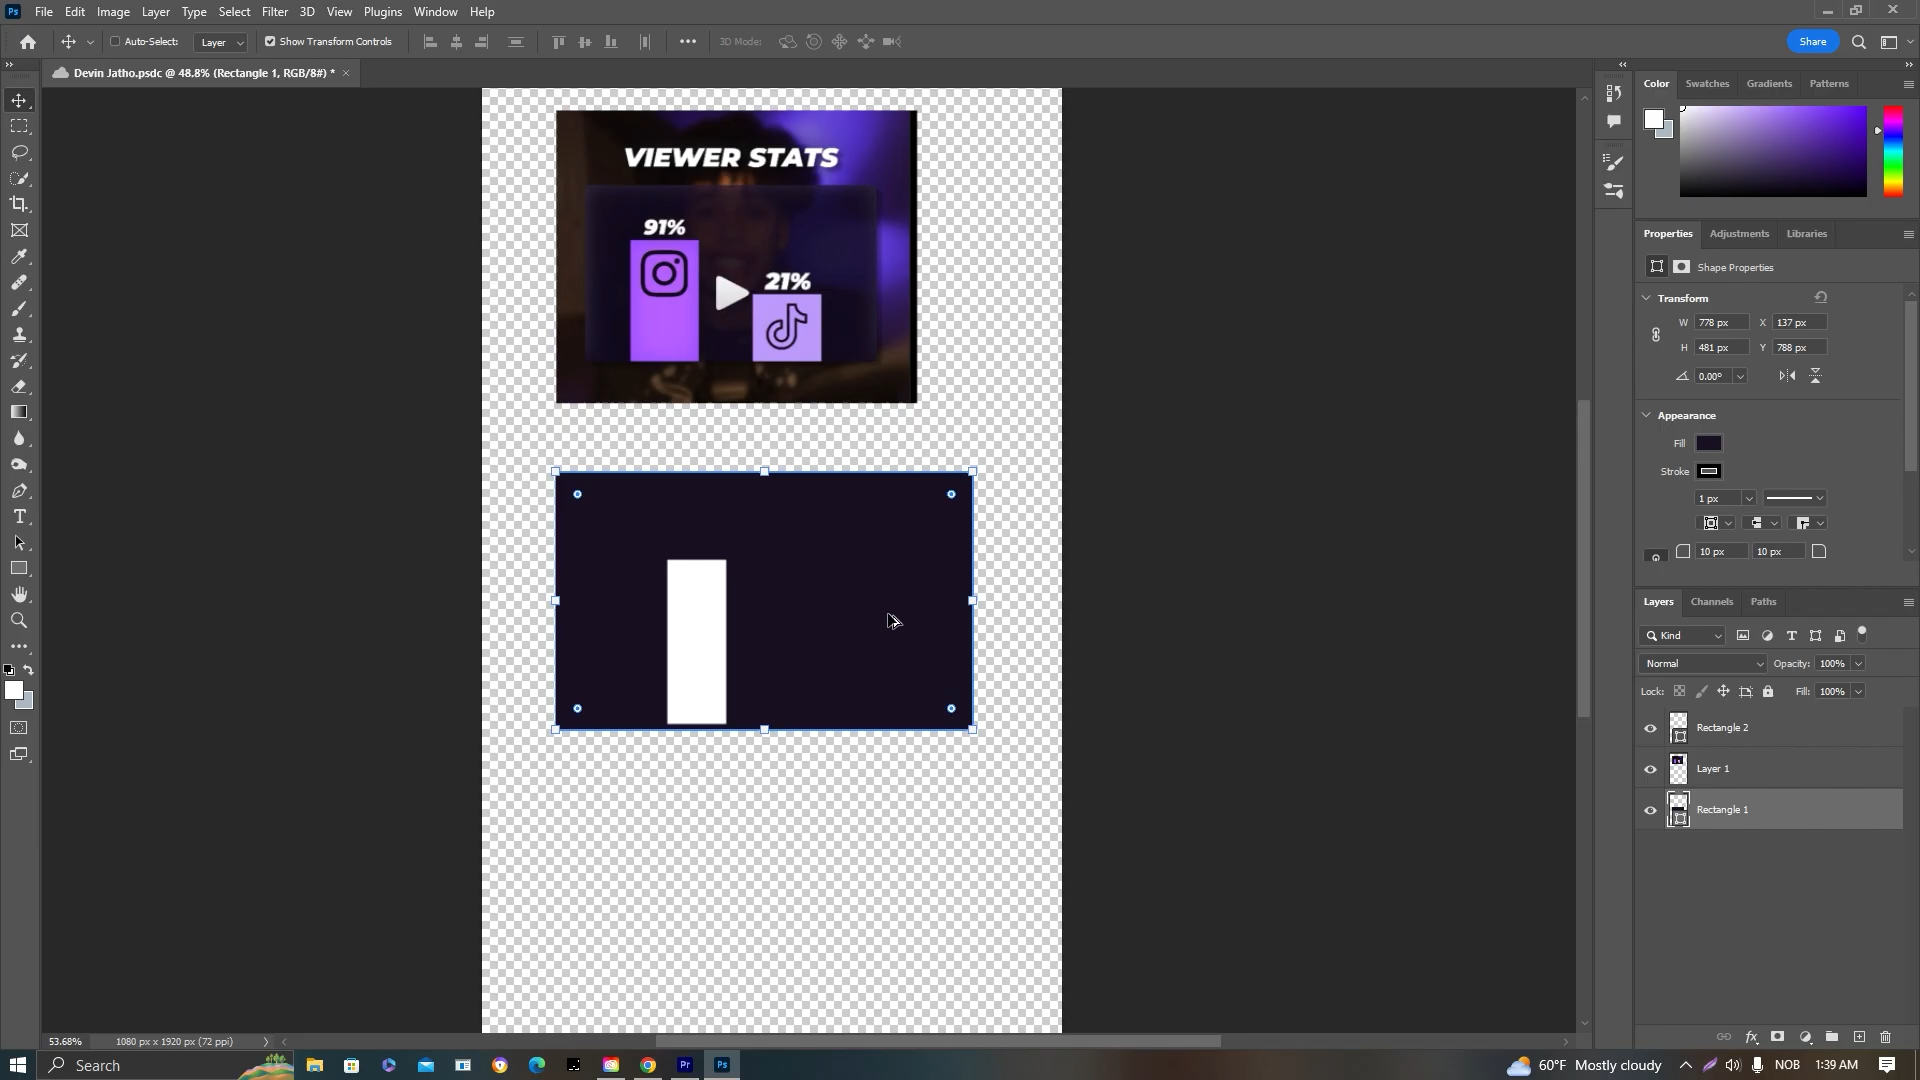 Ps File Edit Image Layer Type Select Filter 3D View Plugins Window Help
Auto-Select: Layer Show Transform Controls 3D Mode: Share
Devin Jatho.psdc @ 48.8% (Rectangle 1, RGB/8#) *
Color Swatches Gradients Patterns
VIEWER STATS
91%
21%
Properties Adjustments Libraries
Shape Properties
Transform
W 778 px X 137 px
H 481 px Y 788 px
0.00°
Appearance
Fill
Stroke
1 px
10 px 10 px
Layers Channels Paths
Kind
Normal Opacity: 100%
Lock: Fill: 100%
Rectangle 2
Layer 1
Rectangle 1
53.68% 1080 px x 1920 px (72 ppi)
Search Pr Ps 60°F Mostly cloudy NOB 1:39 AM